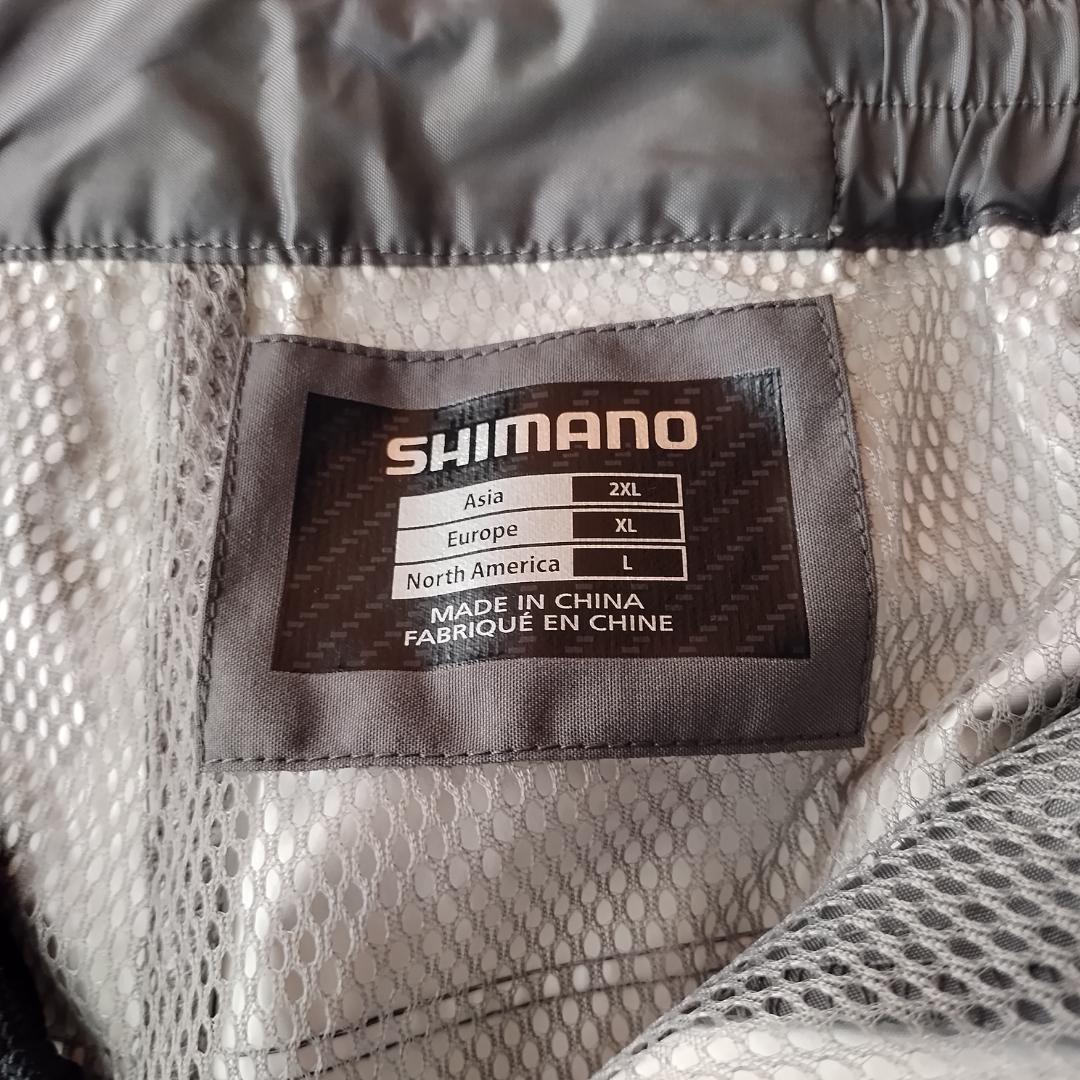 SHIMANO
Asia 2XL
Europe XL
North America L
MADE IN CHINA
FABRIQUÉ EN CHINE